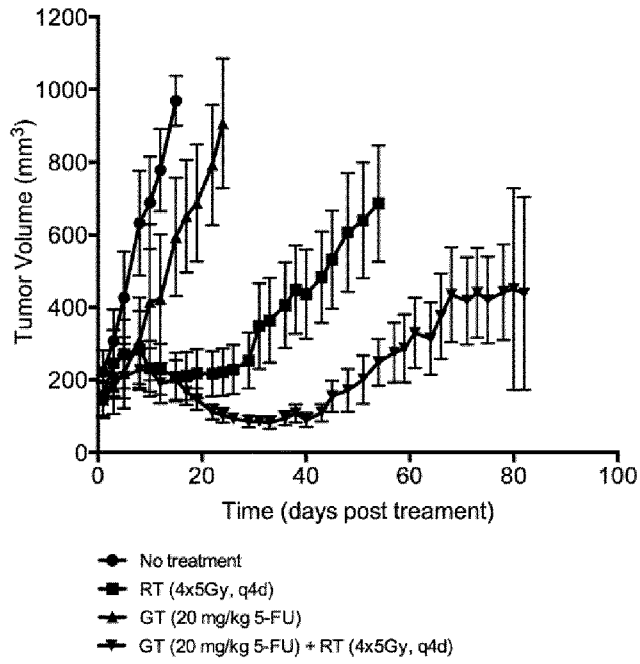 1200
1000
800
600
400
200
0
Tumor Volume (mm³)
0 20 40 60 80 100
Time (days post treament)
No treatment
RT (4x5Gy, q4d)
GT (20 mg/kg 5-FU)
GT (20 mg/kg 5-FU) + RT (4x5Gy, q4d)